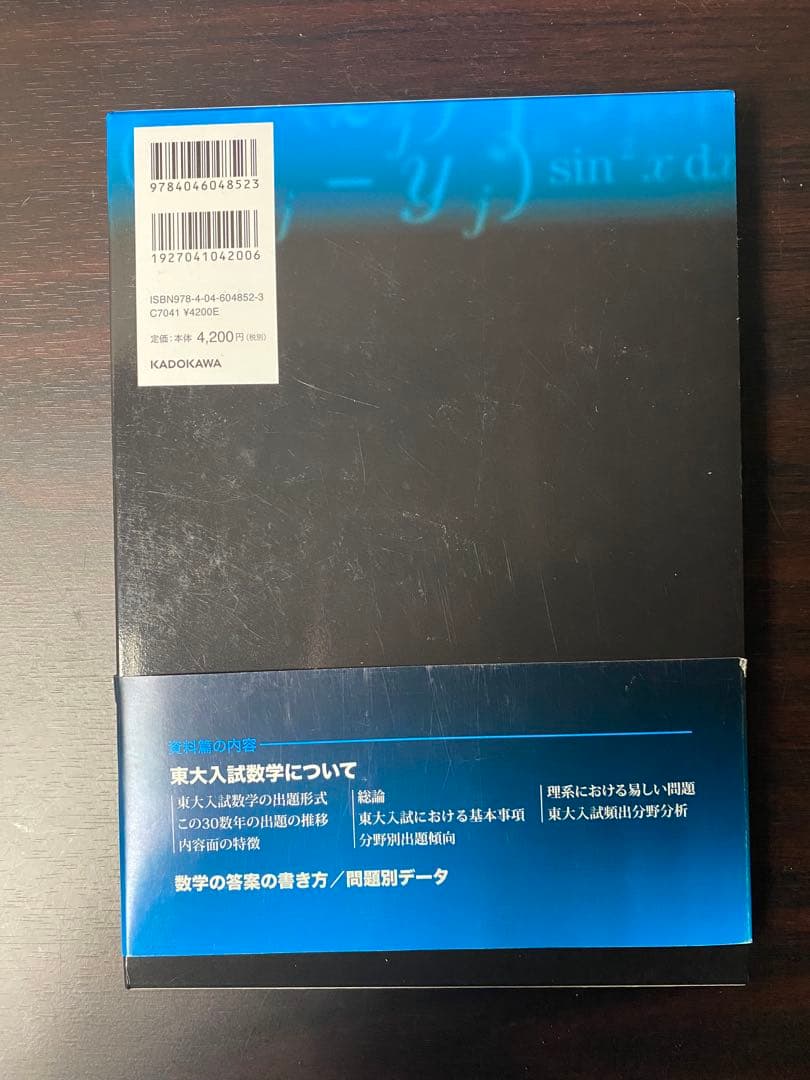 9784046048523
1927041042006
ISBN978-4-04-604852-3
C7041 ¥4200E
定価:本体 4,200円(税別)
KADOKAWA
j − y j ) sin x d
資料篇の内容
東大入試数学について
東大入試数学の出題形式
この30数年の出題の推移
内容面の特徴
総論
東大入試における基本事項
分野別出題傾向
理系における易しい問題
東大入試頻出分野分析
数学の答案の書き方/問題別データ